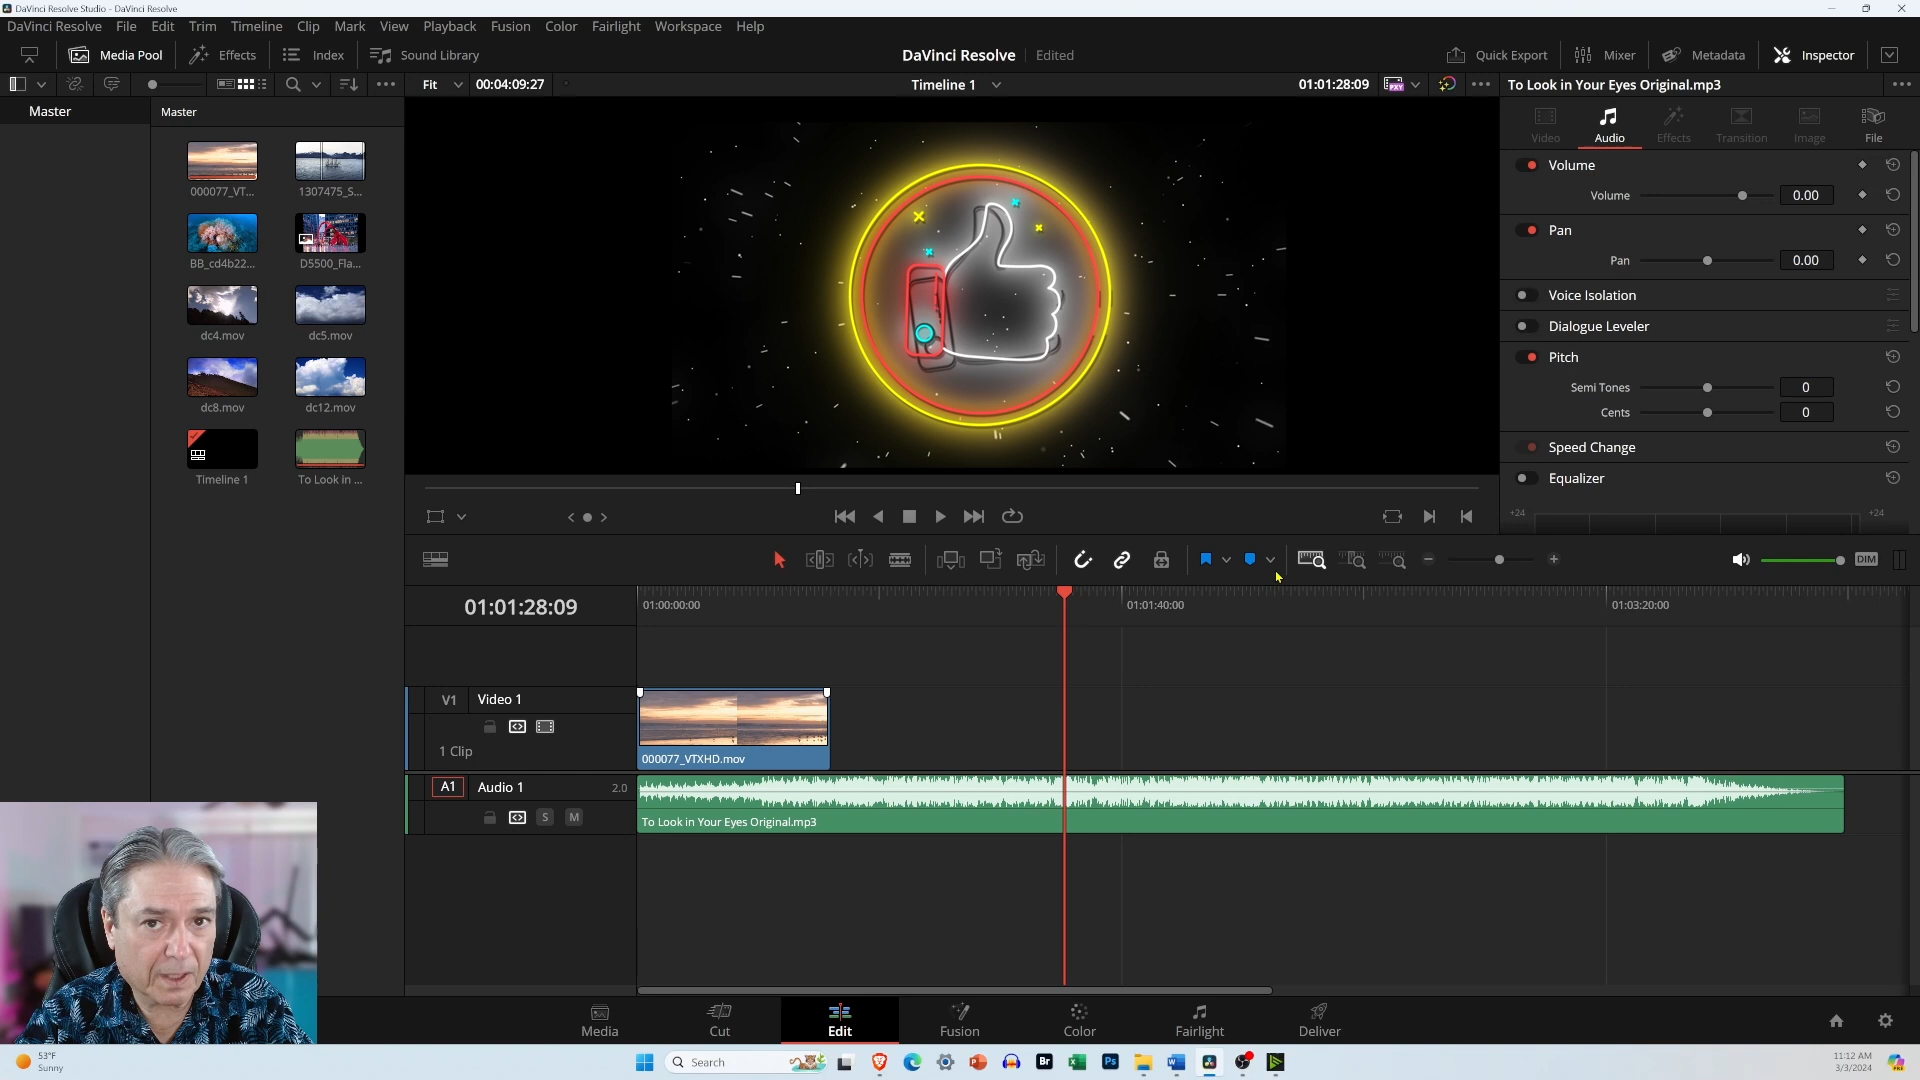 DaVinci Resolve Studio - DaVinci Resolve
DaVinci Resolve File Edit Trim Timeline Clip Mark View Playback Fusion Color Fairlight Workspace Help
Media Pool Effects Index Sound Library
DaVinci Resolve Edited
Quick Export Mixer Metadata Inspector
Fit 00:04:09:27
Timeline 1
01:01:28:09
To Look in Your Eyes Original.mp3
Master
Master
000077_VT...
1307475_S...
BB_cd4b22...
D5500_Fla...
dc4.mov
dc5.mov
dc8.mov
dc12.mov
Timeline 1
To Look in ...
Video
Audio
Effects
Transition
Image
File
Volume
Volume 0.00
Pan
Pan 0.00
Voice Isolation
Dialogue Leveler
Pitch
Semi Tones 0
Cents 0
Speed Change
Equalizer
+24 +24
DIM
01:01:28:09
01:00:00:00
01:01:40:00
01:03:20:00
V1 Video 1
1 Clip
000077_VTXHD.mov
A1 Audio 1 2.0
S M
To Look in Your Eyes Original.mp3
Media
Cut
Edit
Fusion
Color
Fairlight
Deliver
53°F
Sunny
Search
Br
Ps
11:12 AM
3/3/2024